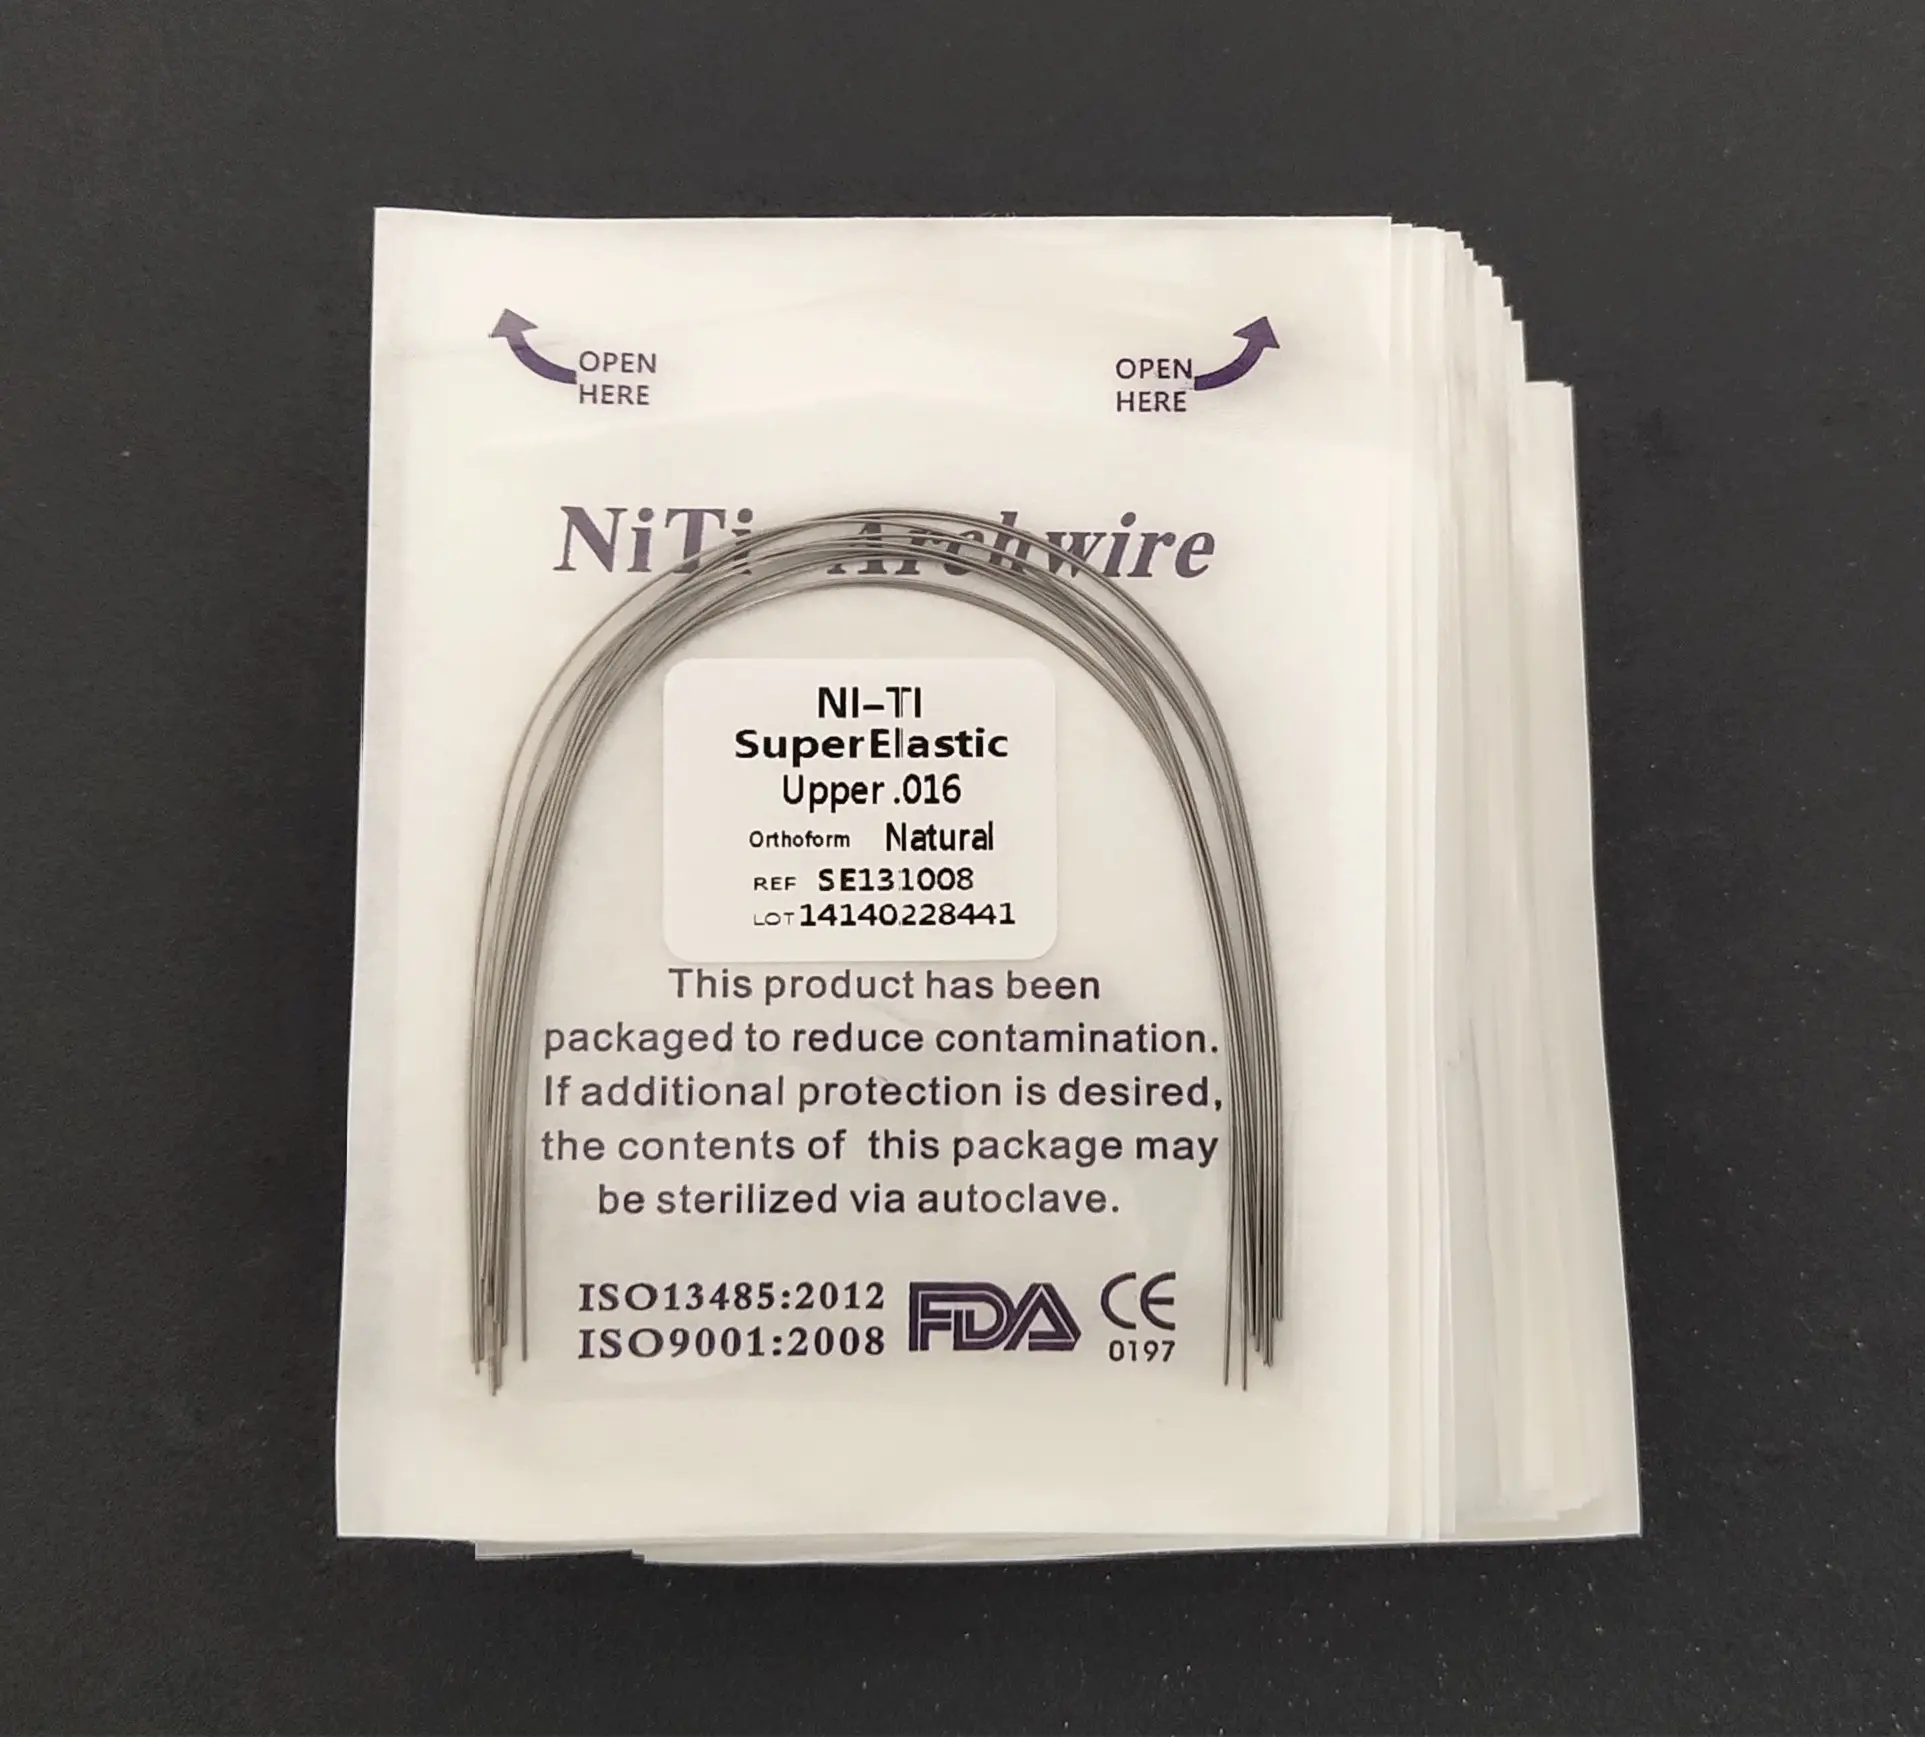 OPEN
HERE
OPEN
HERE
NiTi Archwire
NI-TI
SuperElastic
Upper .016
Orthoform Natural
REF SE131008
LOT 14140228441
This product has been
packaged to reduce contamination.
If additional protection is desired,
the contents of this package may
be sterilized via autoclave.
ISO13485:2012
ISO9001:2008
FDA
CE
0197